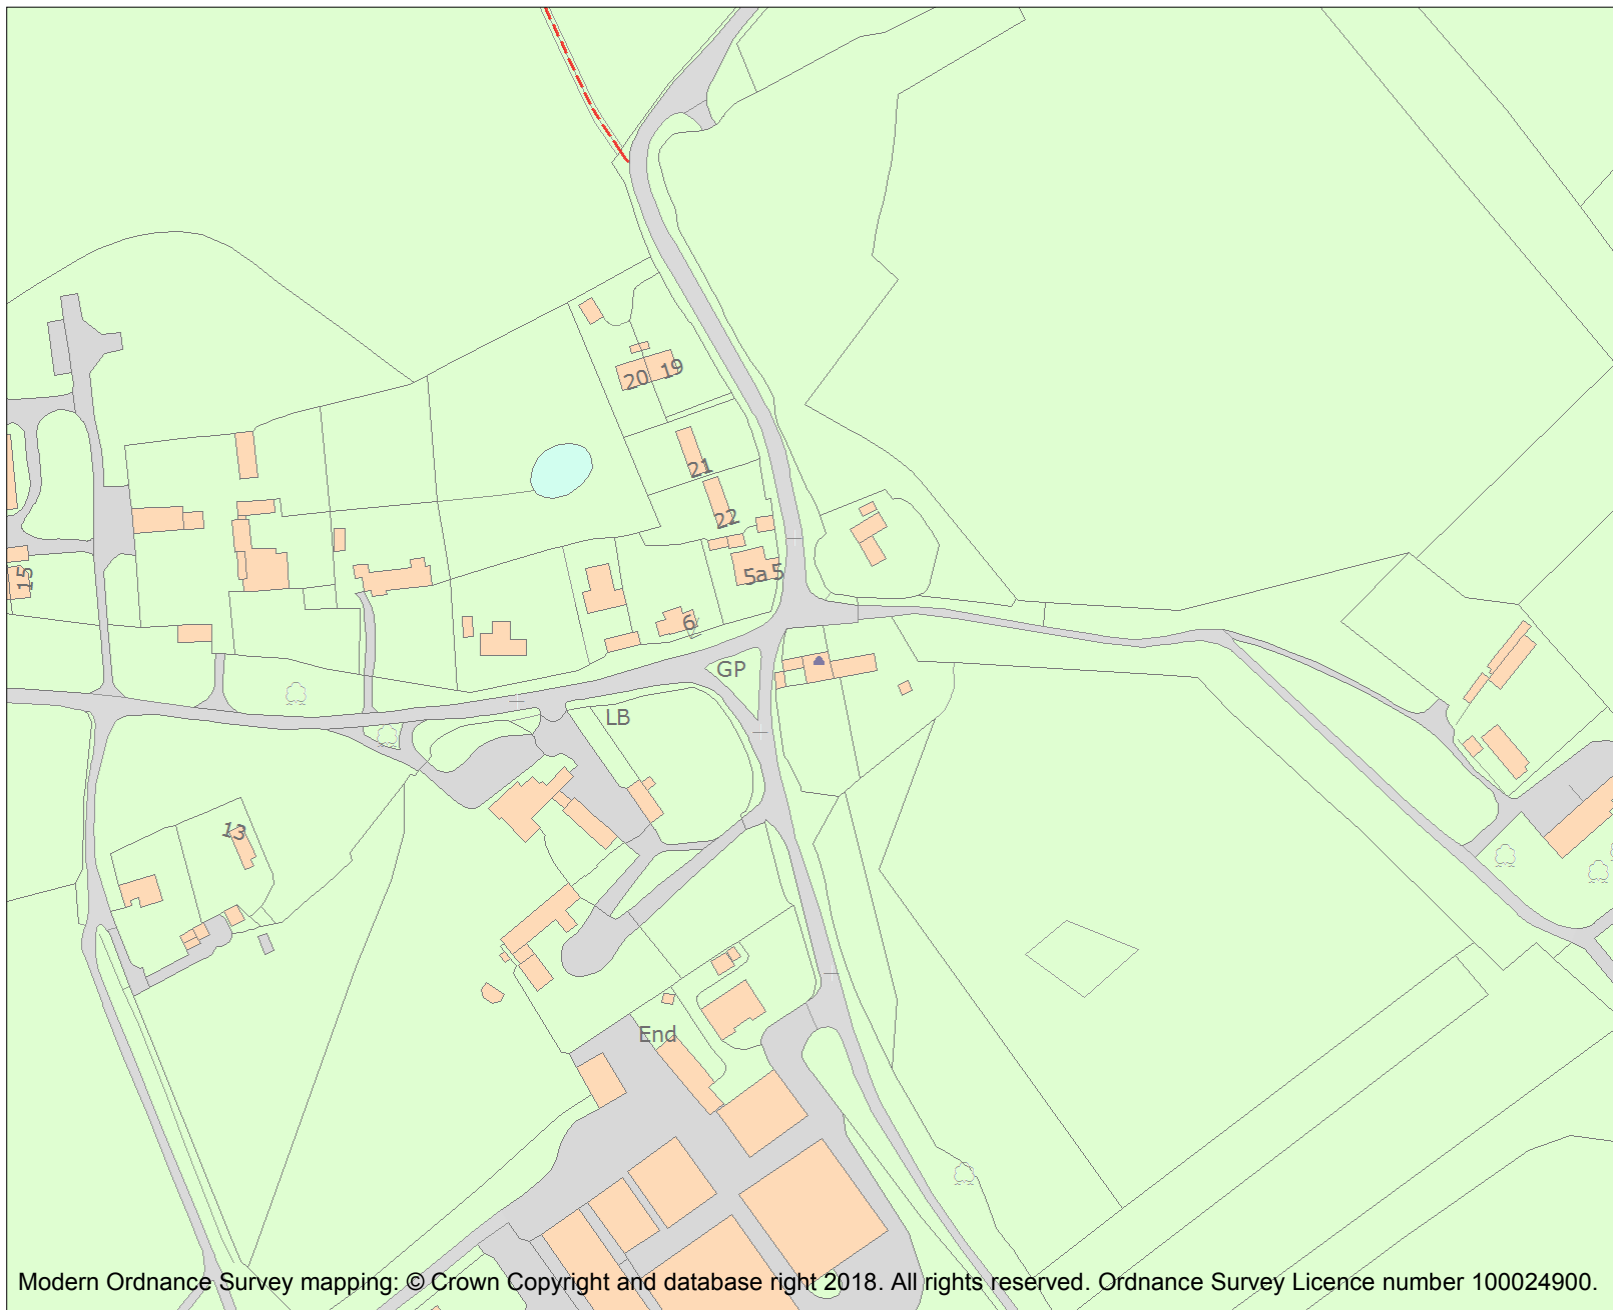 20 19
21
22
5a 5
15
6
GP
LB
13
End
Modern Ordnance Survey mapping: © Crown Copyright and database right 2018. All rights reserved. Ordnance Survey Licence number 100024900.